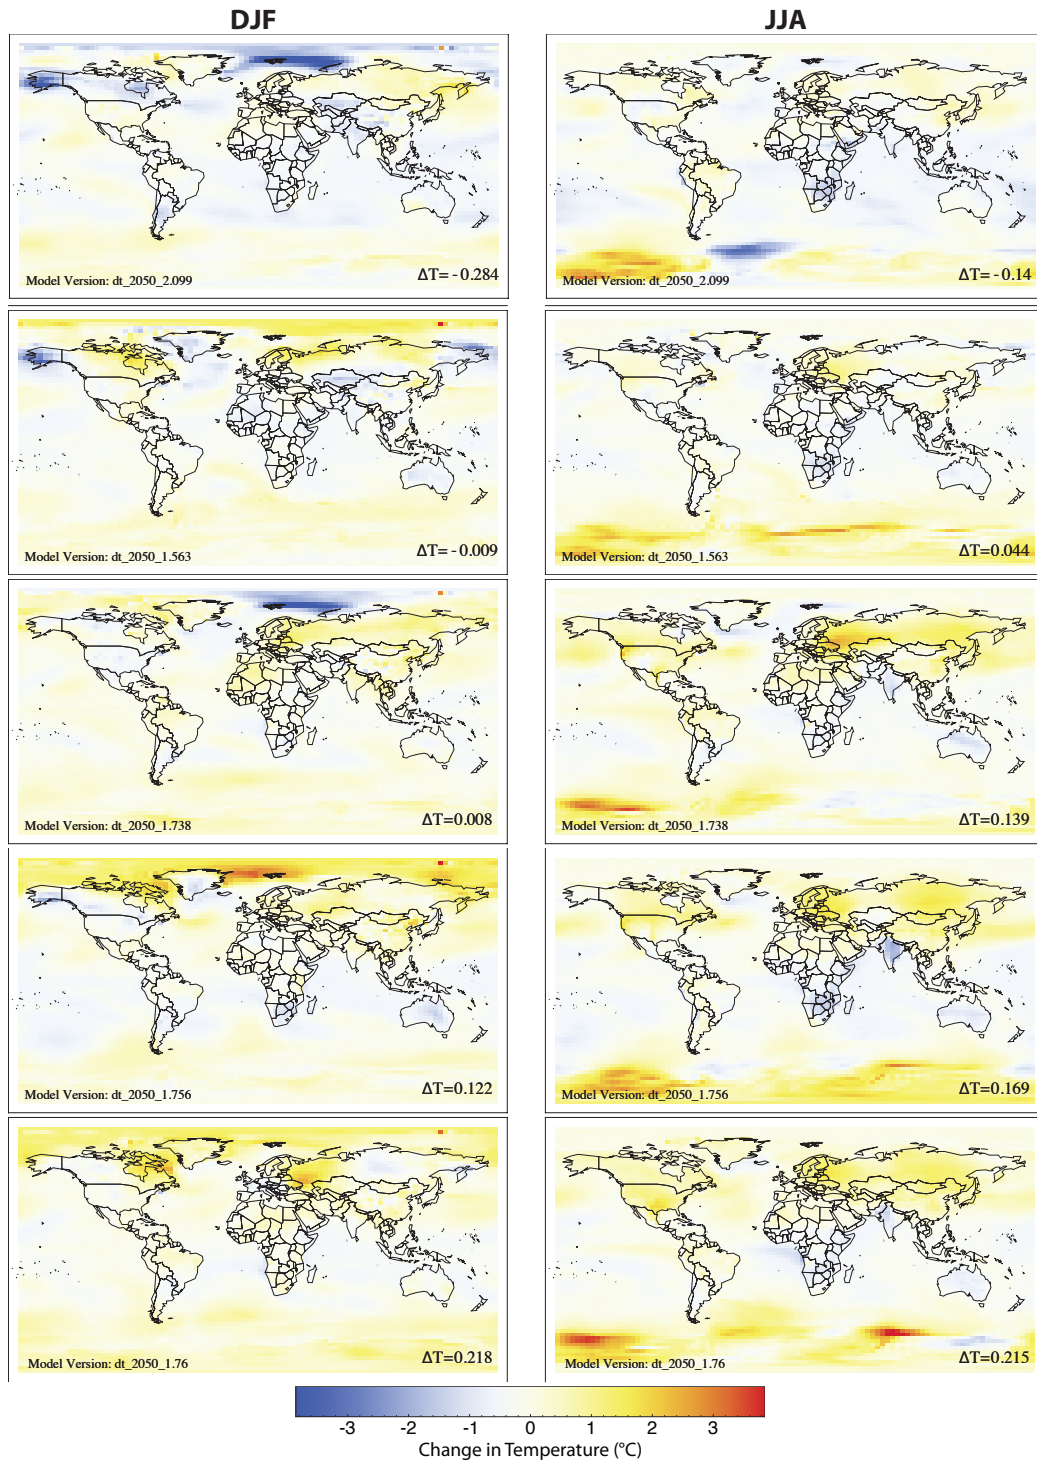 DJF
JJA
Model Version: dt_2050_2.099
ΔT= - 0.284
Model Version: dt_2050_2.099
ΔT= - 0.14
Model Version: dt_2050_1.563
ΔT= - 0.009
Model Version: dt_2050_1.563
ΔT=0.044
Model Version: dt_2050_1.738
ΔT=0.008
Model Version: dt_2050_1.738
ΔT=0.139
Model Version: dt_2050_1.756
ΔT=0.122
Model Version: dt_2050_1.756
ΔT=0.169
Model Version: dt_2050_1.76
ΔT=0.218
Model Version: dt_2050_1.76
ΔT=0.215
-3 -2 -1 0 1 2 3
Change in Temperature (°C)